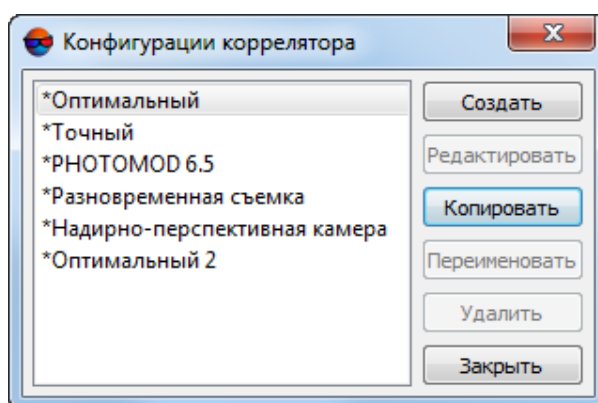 Конфигурации коррелятора
*Оптимальный
*Точный
*PHOTOMOD 6.5
*Разновременная съемка
*Надирно-перспективная камера
*Оптимальный 2
Создать
Редактировать
Копировать
Переименовать
Удалить
Закрыть